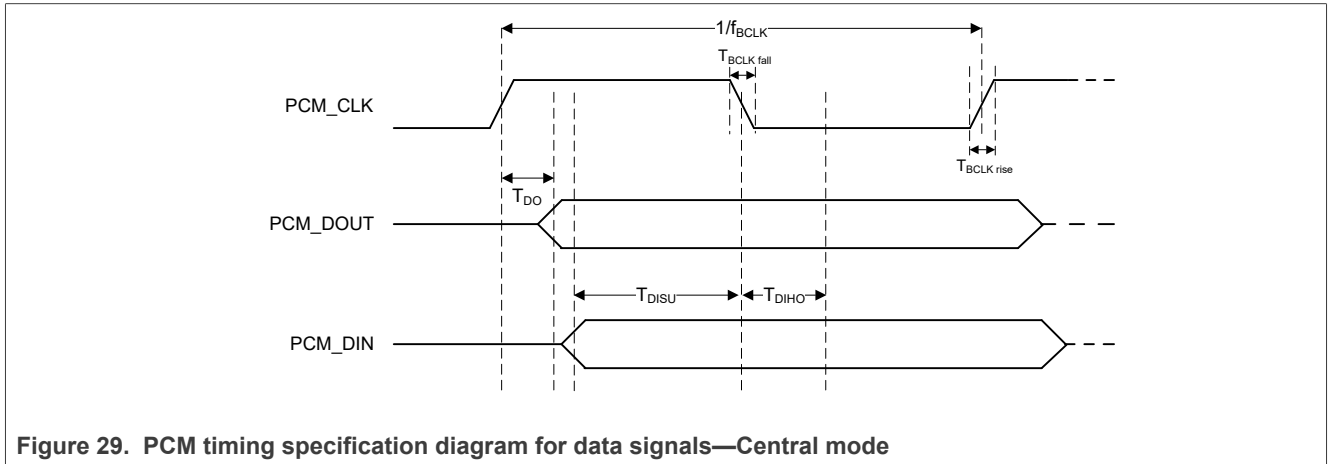 1/fBCLK
TBCLK fall
PCM_CLK
TBCLK rise
TDO
PCM_DOUT
TDISU
TDIHO
PCM_DIN
Figure 29. PCM timing specification diagram for data signals—Central mode